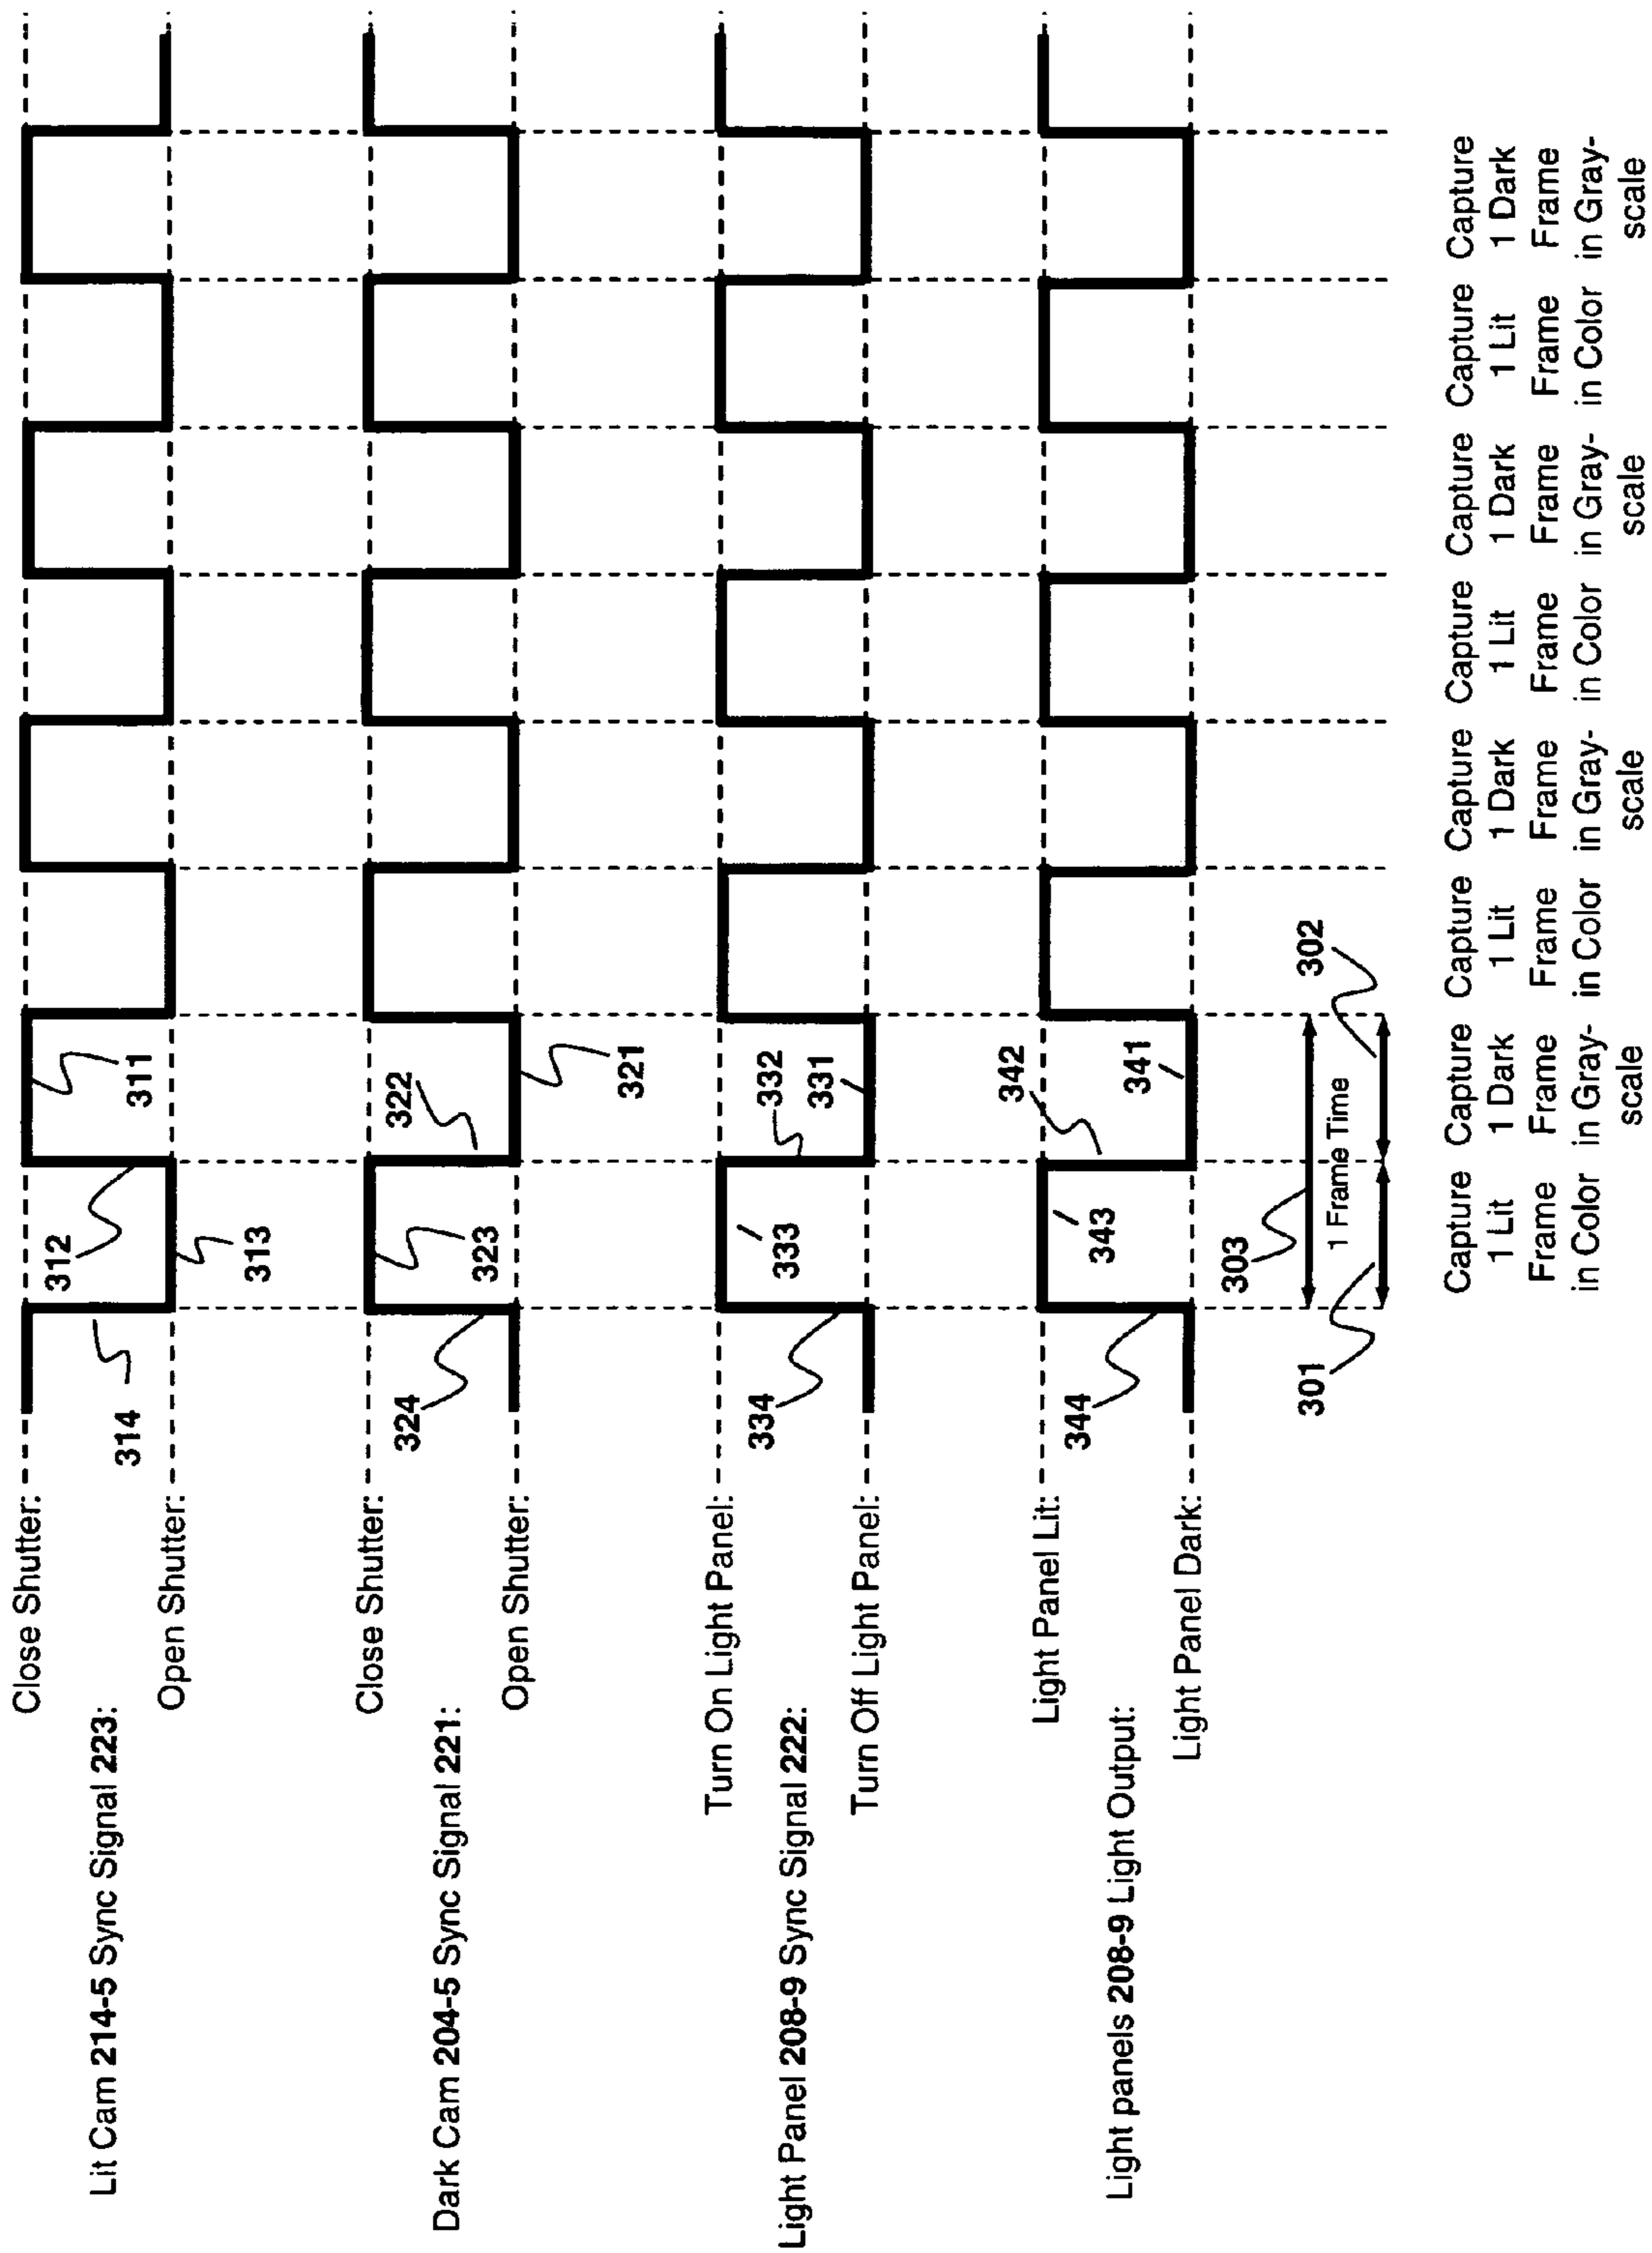 Close Shutter:
Lit Cam 214-5 Sync Signal 223:
Open Shutter:
314
312
313
311
Close Shutter:
Dark Cam 204-5 Sync Signal 221:
Open Shutter:
324
323
322
321
Turn On Light Panel:
Light Panel 208-9 Sync Signal 222:
Turn Off Light Panel:
334
333
332
331
Light Panel Lit:
Light panels 208-9 Light Output:
Light Panel Dark:
344
343
342
341
303
1 Frame Time
301
302
Capture
1 Lit
Frame
in Color
Capture
1 Dark
Frame
in Gray-
scale
Capture
1 Lit
Frame
in Color
Capture
1 Dark
Frame
in Gray-
scale
Capture
1 Lit
Frame
in Color
Capture
1 Dark
Frame
in Gray-
scale
Capture
1 Lit
Frame
in Color
Capture
1 Dark
Frame
in Gray-
scale